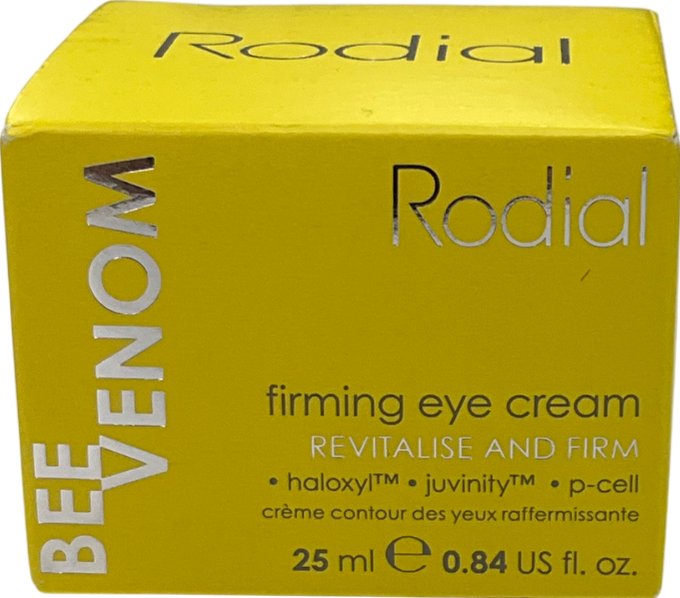 Rodial
Rodial
BEE
VENOM
firming eye cream
REVITALISE AND FIRM
• haloxyl™ • juvinity™ • p-cell
crème contour des yeux raffermissante
25 ml ℮ 0.84 US fl. oz.